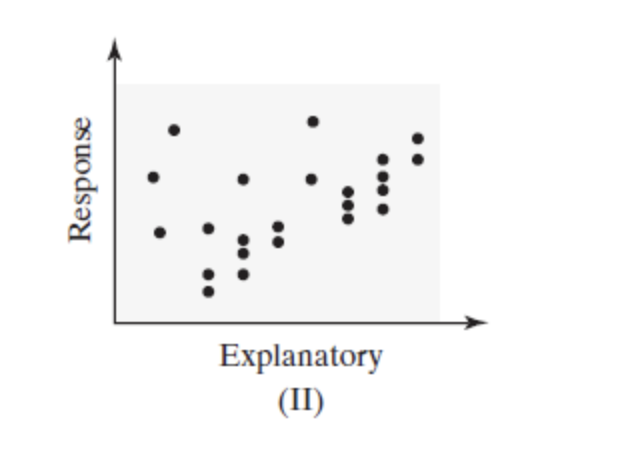 Response
Explanatory
(II)